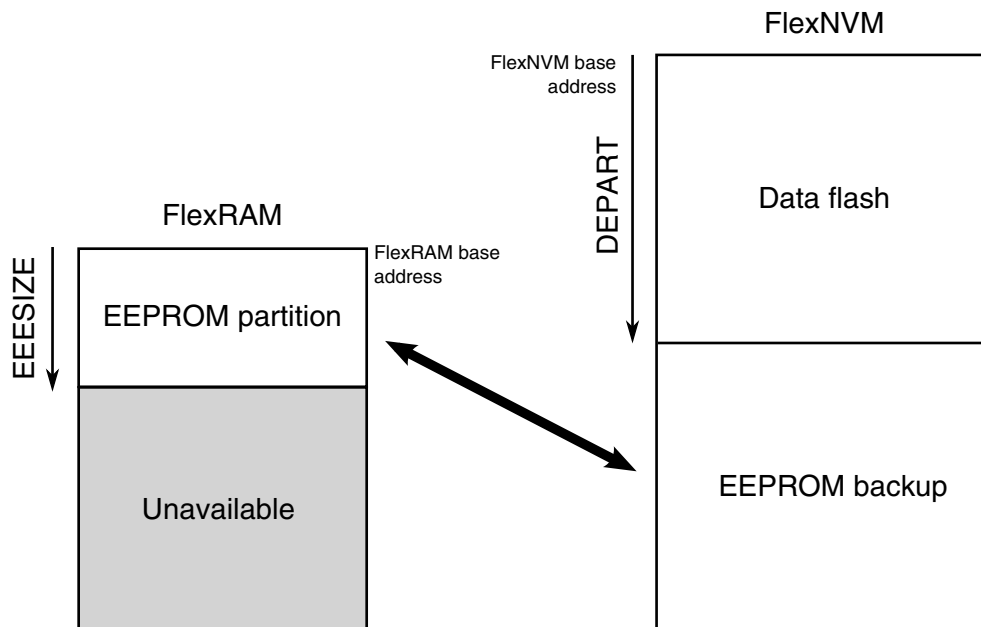 FlexNVM
FlexNVM base
address
DEPART
Data flash
FlexRAM
FlexRAM base
address
EEESIZE
EEPROM partition
Unavailable
EEPROM backup